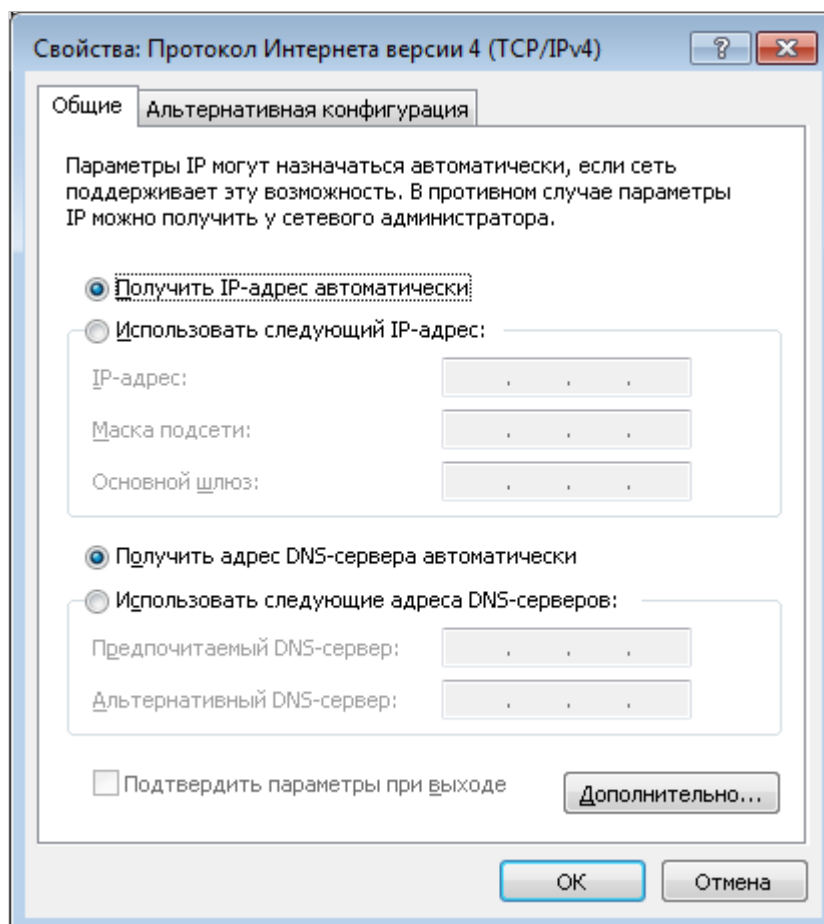 Свойства: Протокол Интернета версии 4 (TCP/IPv4)
Общие
Альтернативная конфигурация
Параметры IP могут назначаться автоматически, если сеть
поддерживает эту возможность. В противном случае параметры
IP можно получить у сетевого администратора.
Получить IP-адрес автоматически
Использовать следующий IP-адрес:
IP-адрес:
Маска подсети:
Основной шлюз:
Получить адрес DNS-сервера автоматически
Использовать следующие адреса DNS-серверов:
Предпочитаемый DNS-сервер:
Альтернативный DNS-сервер:
Подтвердить параметры при выходе
Дополнительно...
ОК
Отмена